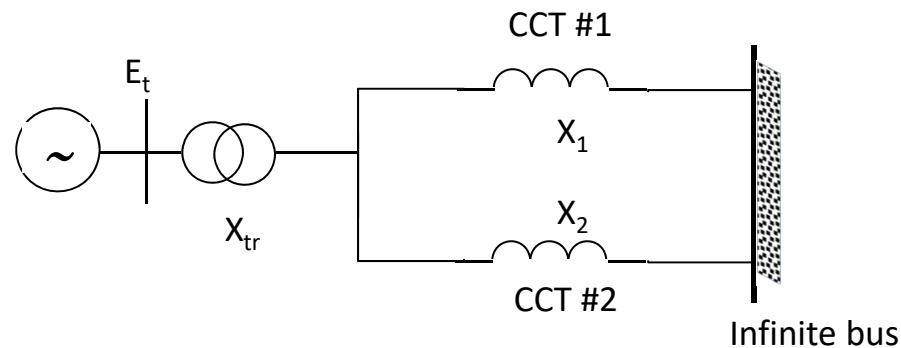 CCT #1
E_t
~
X_1
X_tr
X_2
CCT #2
Infinite bus